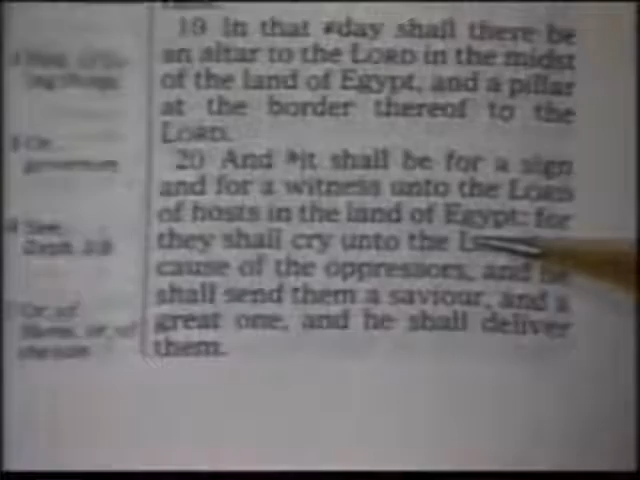 19 In that day shall there be
an altar to the LORD in the midst
of the land of Egypt, and a pillar
at the border thereof to the
LORD.
20 And it shall be for a sign
and for a witness unto the LORD
of hosts in the land of Egypt: for
they shall cry unto the
cause of the oppressors, and he
shall send them a saviour, and a
great one, and he shall deliver
them.